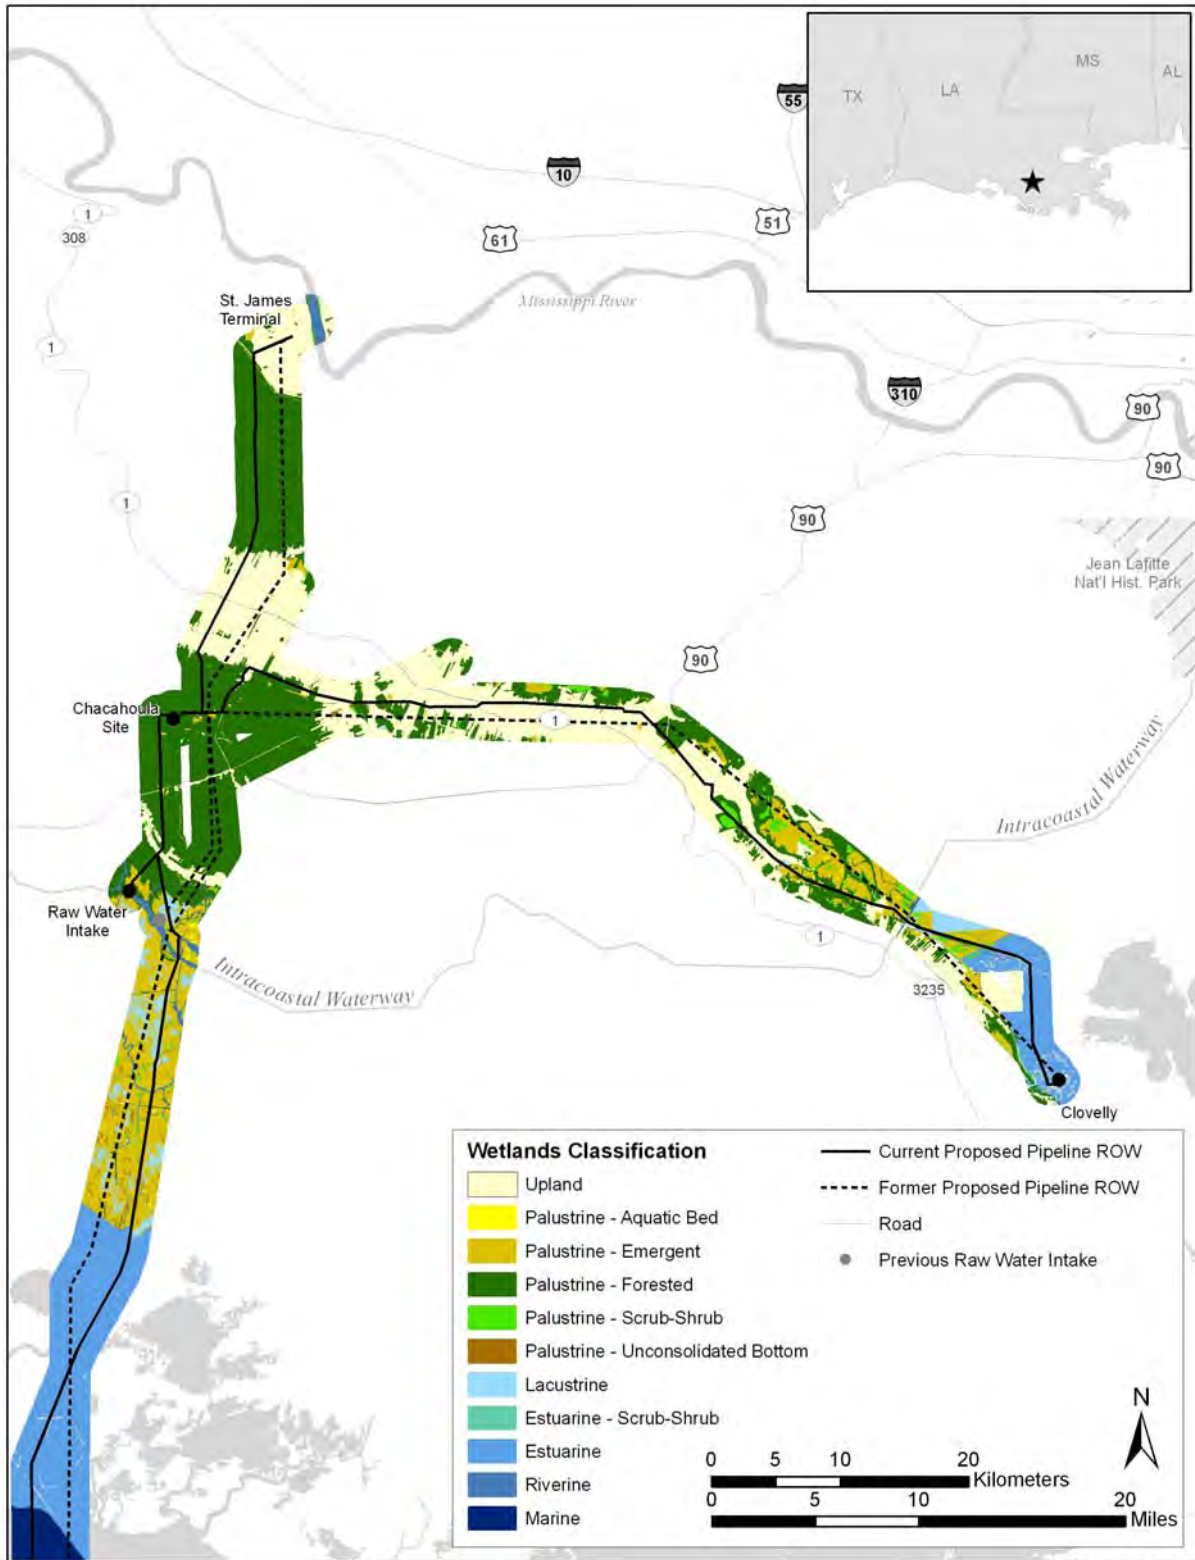 TX
LA
MS
AL
55
10
1
308
61
51
St. James
Terminal
Mississippi River
1
310
90
90
1
90
Jean Lafitte
Nat'l Hist. Park
90
Chacahoula
Site
1
Intracoastal Waterway
Raw Water
Intake
1
Intracoastal Waterway
3235
Clovelly
Wetlands Classification
Upland
Palustrine - Aquatic Bed
Palustrine - Emergent
Palustrine - Forested
Palustrine - Scrub-Shrub
Palustrine - Unconsolidated Bottom
Lacustrine
Estuarine - Scrub-Shrub
Estuarine
Riverine
Marine
Current Proposed Pipeline ROW
Former Proposed Pipeline ROW
Road
Previous Raw Water Intake
N
0 5 10 20
Kilometers
0 5 10 20
Miles